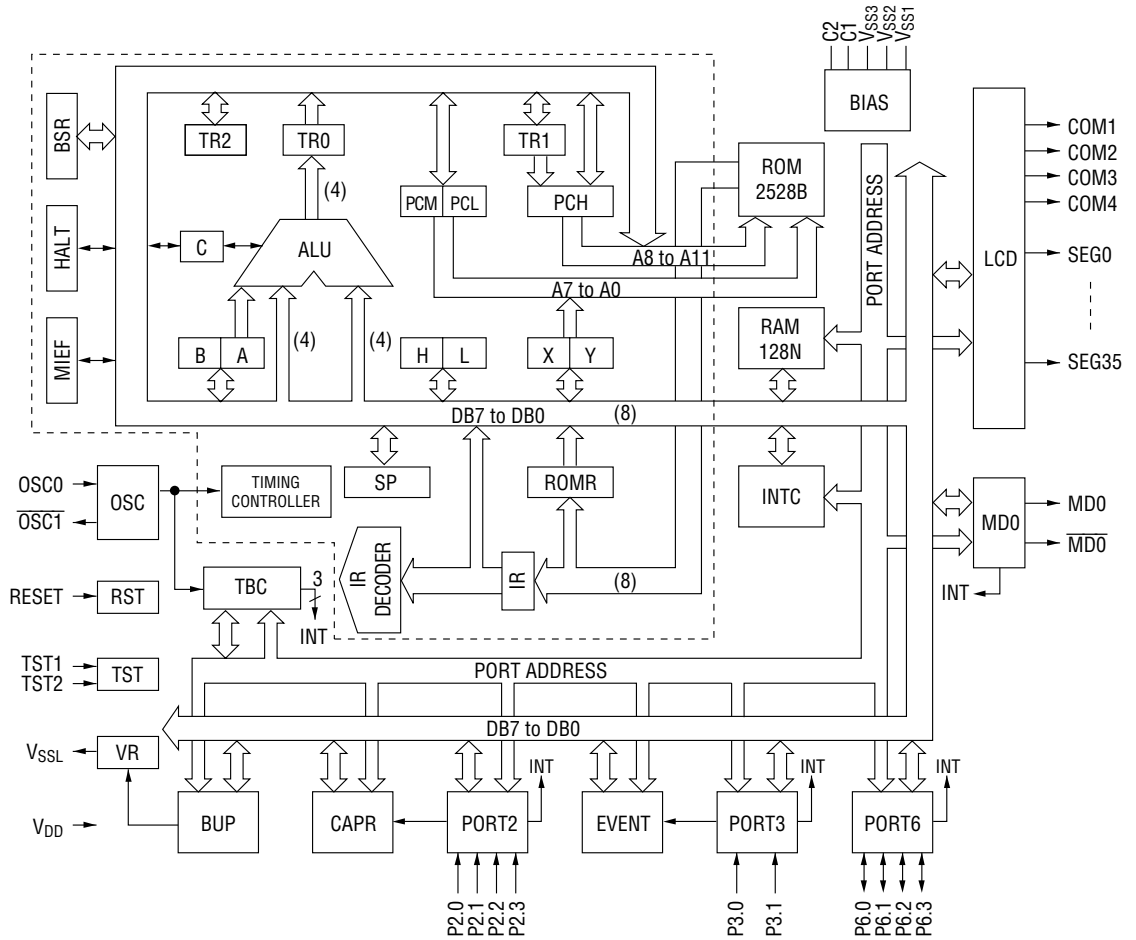 C2
C1
VSS3
VSS2
VSS1
BIAS
BSR
TR2
TR0
TR1
ROM
2528B
COM1
COM2
COM3
COM4
(4)
PCM
PCL
PCH
PORT ADDRESS
LCD
HALT
C
ALU
A8 to A11
SEG0
A7 to A0
MIEF
B
A
(4)
(4)
H
L
X
Y
RAM
128N
SEG35
DB7 to DB0
(8)
OSC0
OSC1
OSC
TIMING
CONTROLLER
SP
ROMR
INTC
MD0
MD0
MD0
INT
TBC
3
INT
IR
DECODER
IR
(8)
RESET
RST
TST1
TST2
TST
PORT ADDRESS
DB7 to DB0
VSSL
VR
INT
INT
INT
VDD
BUP
CAPR
PORT2
EVENT
PORT3
PORT6
P2.0
P2.1
P2.2
P2.3
P3.0
P3.1
P6.0
P6.1
P6.2
P6.3